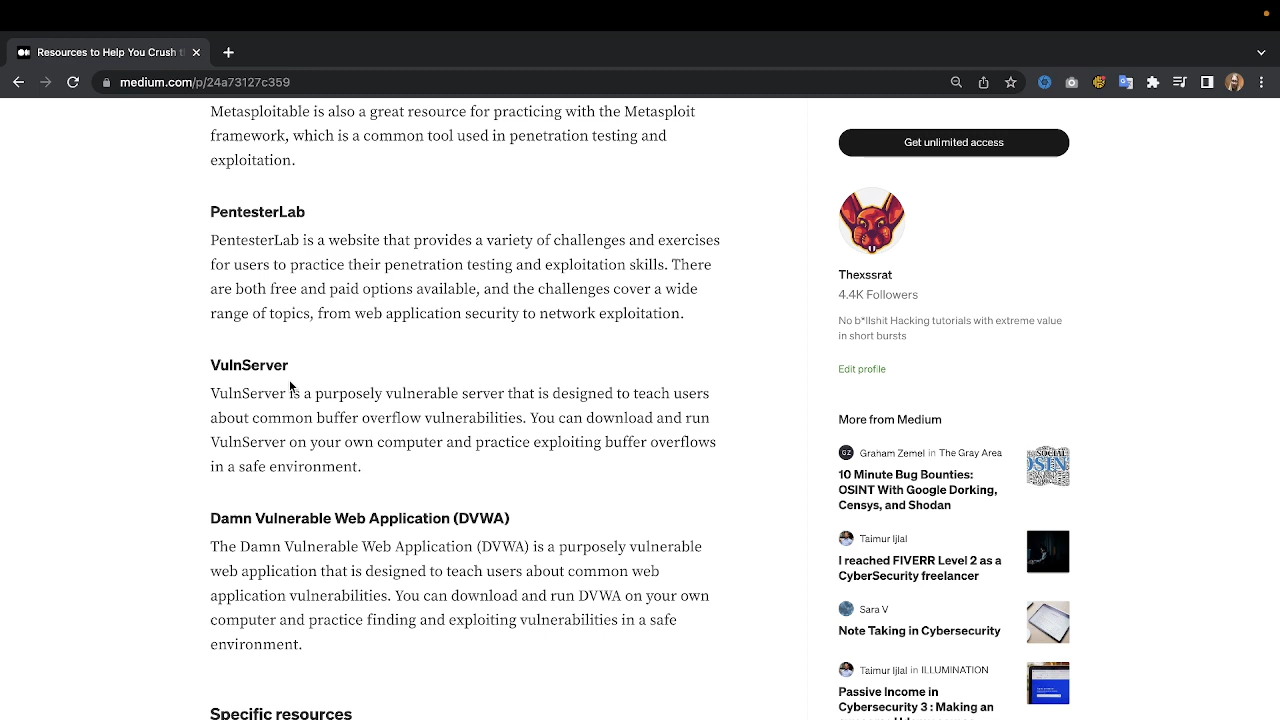 Resources to Help You Crush t
medium.com/p/24a73127c359
Metasploitable is also a great resource for practicing with the Metasploit
framework, which is a common tool used in penetration testing and
exploitation.
PentesterLab
PentesterLab is a website that provides a variety of challenges and exercises
for users to practice their penetration testing and exploitation skills. There
are both free and paid options available, and the challenges cover a wide
range of topics, from web application security to network exploitation.
VulnServer
VulnServer is a purposely vulnerable server that is designed to teach users
about common buffer overflow vulnerabilities. You can download and run
VulnServer on your own computer and practice exploiting buffer overflows
in a safe environment.
Damn Vulnerable Web Application (DVWA)
The Damn Vulnerable Web Application (DVWA) is a purposely vulnerable
web application that is designed to teach users about common web
application vulnerabilities. You can download and run DVWA on your own
computer and practice finding and exploiting vulnerabilities in a safe
environment.
Specific resources
Get unlimited access
Thexssrat
4.4K Followers
No b*llshit Hacking tutorials with extreme value
in short bursts
Edit profile
More from Medium
GZ Graham Zemel in The Gray Area
10 Minute Bug Bounties:
OSINT With Google Dorking,
Censys, and Shodan
SOCIAL
OSINT
Taimur Ijlal
I reached FIVERR Level 2 as a
CyberSecurity freelancer
Sara V
Note Taking in Cybersecurity
Taimur Ijlal in ILLUMINATION
Passive Income in
Cybersecurity 3 : Making an